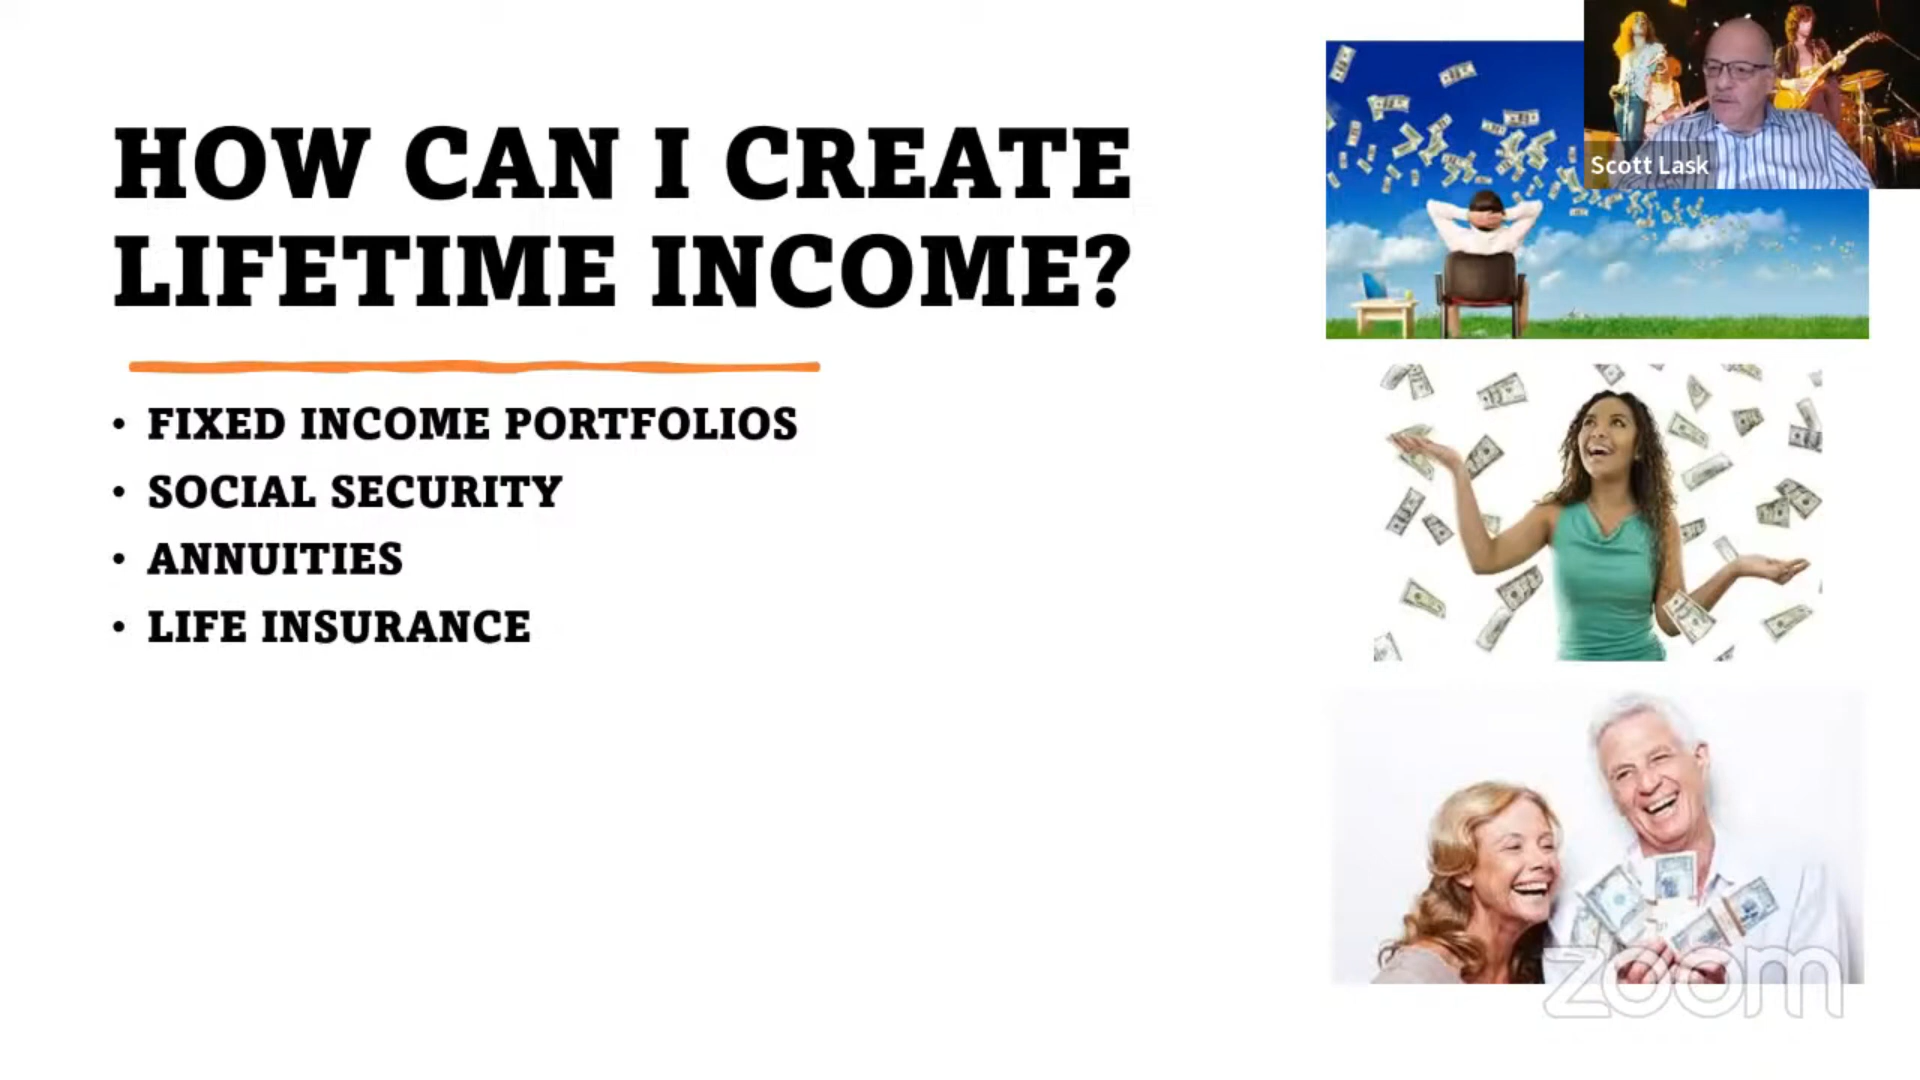 HOW CAN I CREATE
LIFETIME INCOME?
• FIXED INCOME PORTFOLIOS
• SOCIAL SECURITY
• ANNUITIES
• LIFE INSURANCE
Scott Lask
zoom